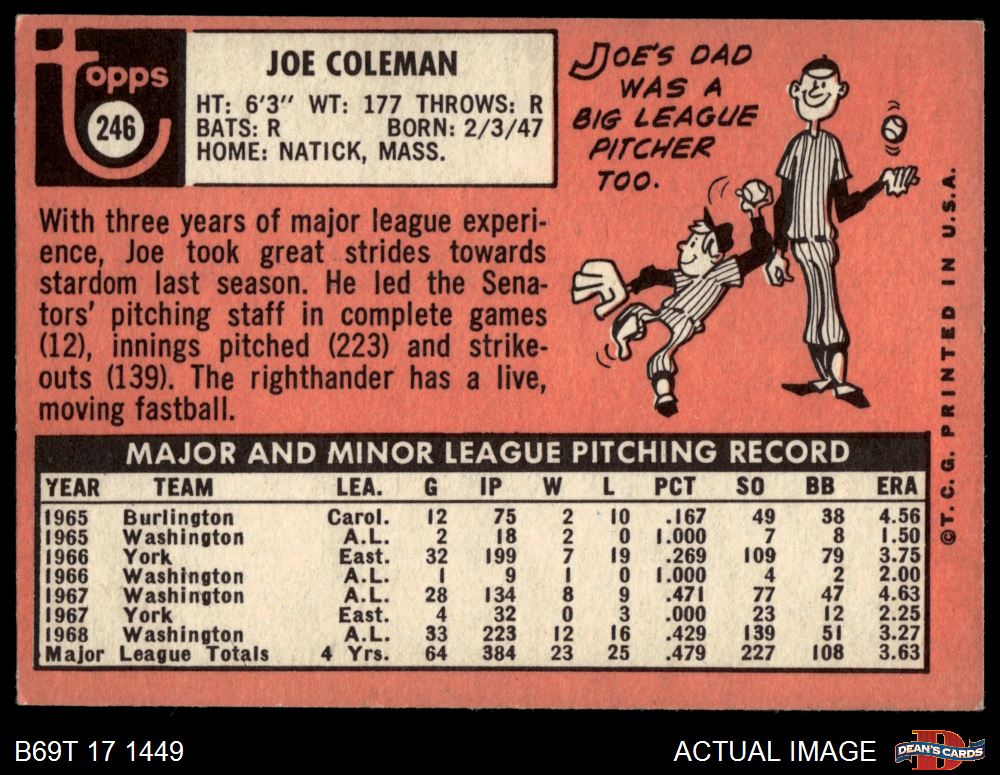 Topps
246
JOE COLEMAN
HT: 6'3" WT: 177 THROWS: R
BATS: R BORN: 2/3/47
HOME: NATICK, MASS.
JOE'S DAD
WAS A
BIG LEAGUE
PITCHER
TOO.
With three years of major league experi-
ence, Joe took great strides towards
stardom last season. He led the Sena-
tors' pitching staff in complete games
(12), innings pitched (223) and strike-
outs (139). The righthander has a live,
moving fastball.
MAJOR AND MINOR LEAGUE PITCHING RECORD
YEAR TEAM LEA. G IP W L PCT SO BB ERA
1965 Burlington Carol. 12 75 2 10 .167 49 38 4.56
1965 Washington A.L. 2 18 2 0 1.000 7 8 1.50
1966 York East. 32 199 7 19 .269 109 79 3.75
1966 Washington A.L. 1 9 1 0 1.000 4 2 2.00
1967 Washington A.L. 28 134 8 9 .471 77 47 4.63
1967 York East. 4 32 0 3 .000 23 12 2.25
1968 Washington A.L. 33 223 12 16 .429 139 51 3.27
Major League Totals 4 Yrs. 64 384 23 25 .479 227 108 3.63
©T. C. G. PRINTED IN U.S.A.
B69T 17 1449
ACTUAL IMAGE
DEAN'S CARDS